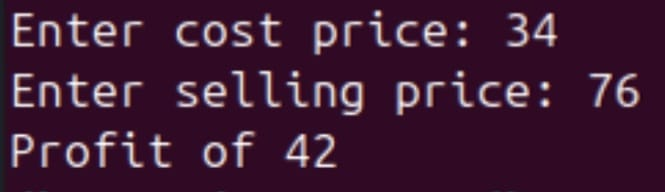 Enter cost price: 34
Enter selling price: 76
Profit of 42